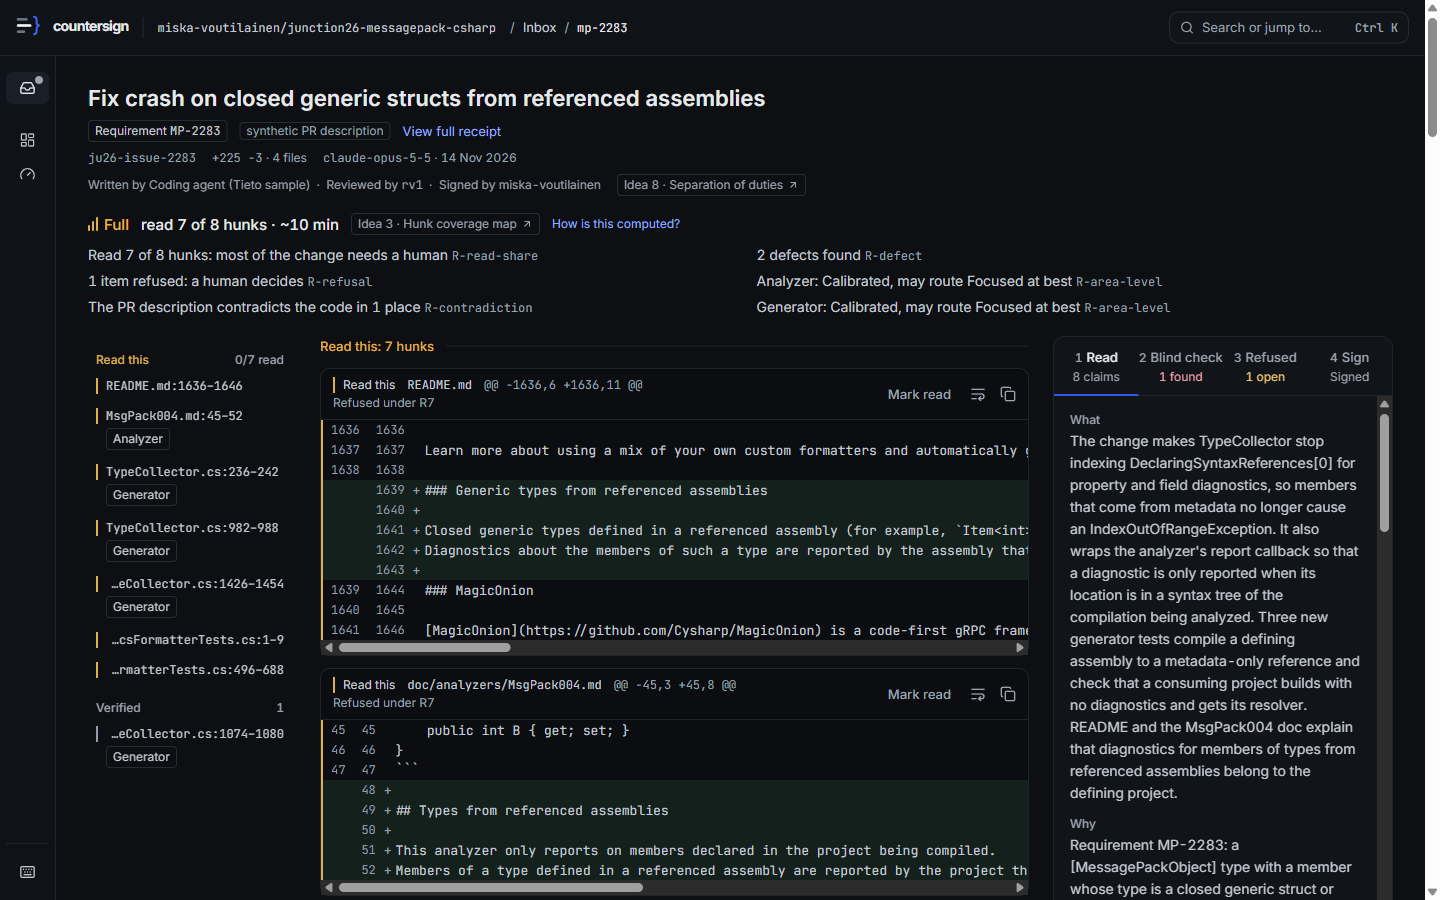 countersign miska-voutilainen/junction26-messagepack-csharp / Inbox / mp-2283 Search or jump to... Ctrl K
Fix crash on closed generic structs from referenced assemblies
Requirement MP-2283 synthetic PR description View full receipt
ju26-issue-2283 +225 -3 · 4 files claude-opus-5-5 · 14 Nov 2026
Written by Coding agent (Tieto sample) · Reviewed by rv1 · Signed by miska-voutilainen Idea 8 · Separation of duties ↗
Full read 7 of 8 hunks · ~10 min Idea 3 · Hunk coverage map ↗ How is this computed?
Read 7 of 8 hunks: most of the change needs a human R-read-share
1 item refused: a human decides R-refusal
The PR description contradicts the code in 1 place R-contradiction
2 defects found R-defect
Analyzer: Calibrated, may route Focused at best R-area-level
Generator: Calibrated, may route Focused at best R-area-level
Read this 0/7 read
README.md:1636–1646
MsgPack004.md:45–52
Analyzer
TypeCollector.cs:236–242
Generator
TypeCollector.cs:982–988
Generator
…eCollector.cs:1426–1454
Generator
…csFormatterTests.cs:1–9
…rmatterTests.cs:496–688
Verified 1
…eCollector.cs:1074–1080
Generator
Read this: 7 hunks
Read this README.md @@ -1636,6 +1636,11 @@
Refused under R7
Mark read
1636 1636
1637 1637 Learn more about using a mix of your own custom formatters and automatically g
1638 1638
1639 + ### Generic types from referenced assemblies
1640 +
1641 + Closed generic types defined in a referenced assembly (for example, `Item<int>
1642 + Diagnostics about the members of such a type are reported by the assembly that
1643 +
1639 1644 ### MagicOnion
1640 1645
1641 1646 [MagicOnion](https://github.com/Cysharp/MagicOnion) is a code-first gRPC frame
Read this doc/analyzers/MsgPack004.md @@ -45,3 +45,8 @@
Refused under R7
Mark read
45 45 public int B { get; set; }
46 46 }
47 47 ```
48 +
49 + ## Types from referenced assemblies
50 +
51 + This analyzer only reports on members declared in the project being compiled.
52 + Members of a type defined in a referenced assembly are reported by the project th
1 Read 2 Blind check 3 Refused 4 Sign
8 claims 1 found 1 open Signed
What
The change makes TypeCollector stop
indexing DeclaringSyntaxReferences[0] for
property and field diagnostics, so members
that come from metadata no longer cause
an IndexOutOfRangeException. It also
wraps the analyzer's report callback so that
a diagnostic is only reported when its
location is in a syntax tree of the
compilation being analyzed. Three new
generator tests compile a defining
assembly to a metadata-only reference and
check that a consuming project builds with
no diagnostics and gets its resolver.
README and the MsgPack004 doc explain
that diagnostics for members of types from
referenced assemblies belong to the
defining project.
Why
Requirement MP-2283: a
[MessagePackObject] type with a member
whose type is a closed generic struct or